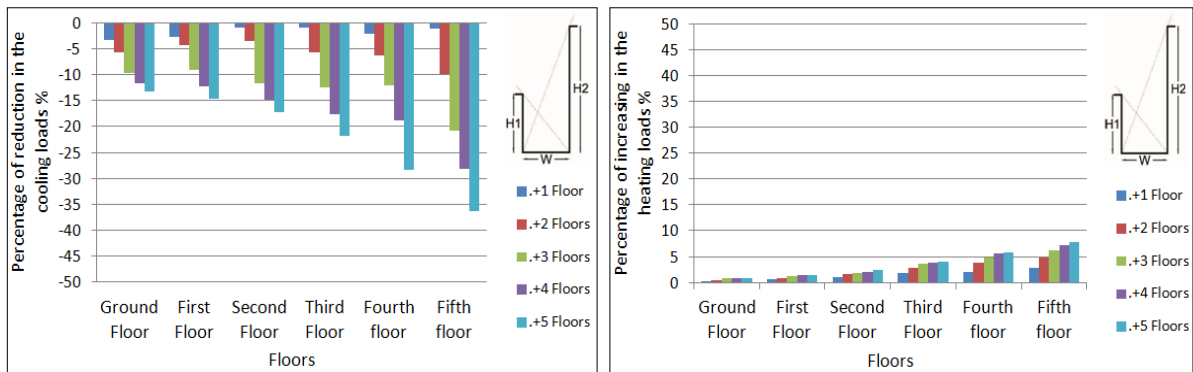 Percentage of reduction in the
cooling loads %
0
-5
-10
-15
-20
-25
-30
-35
-40
-45
-50
Ground
Floor
First
Floor
Second
Floor
Third
Floor
Fourth
floor
Fifth
floor
Floors
H1
H2
W
.+1 Floor
.+2 Floors
.+3 Floors
.+4 Floors
.+5 Floors
Percentage of increasing in the
heating loads %
50
45
40
35
30
25
20
15
10
5
0
Ground
Floor
First
Floor
Second
Floor
Third
Floor
Fourth
floor
Fifth
floor
Floors
H1
H2
W
.+1 Floor
.+2 Floors
.+3 Floors
.+4 Floors
.+5 Floors